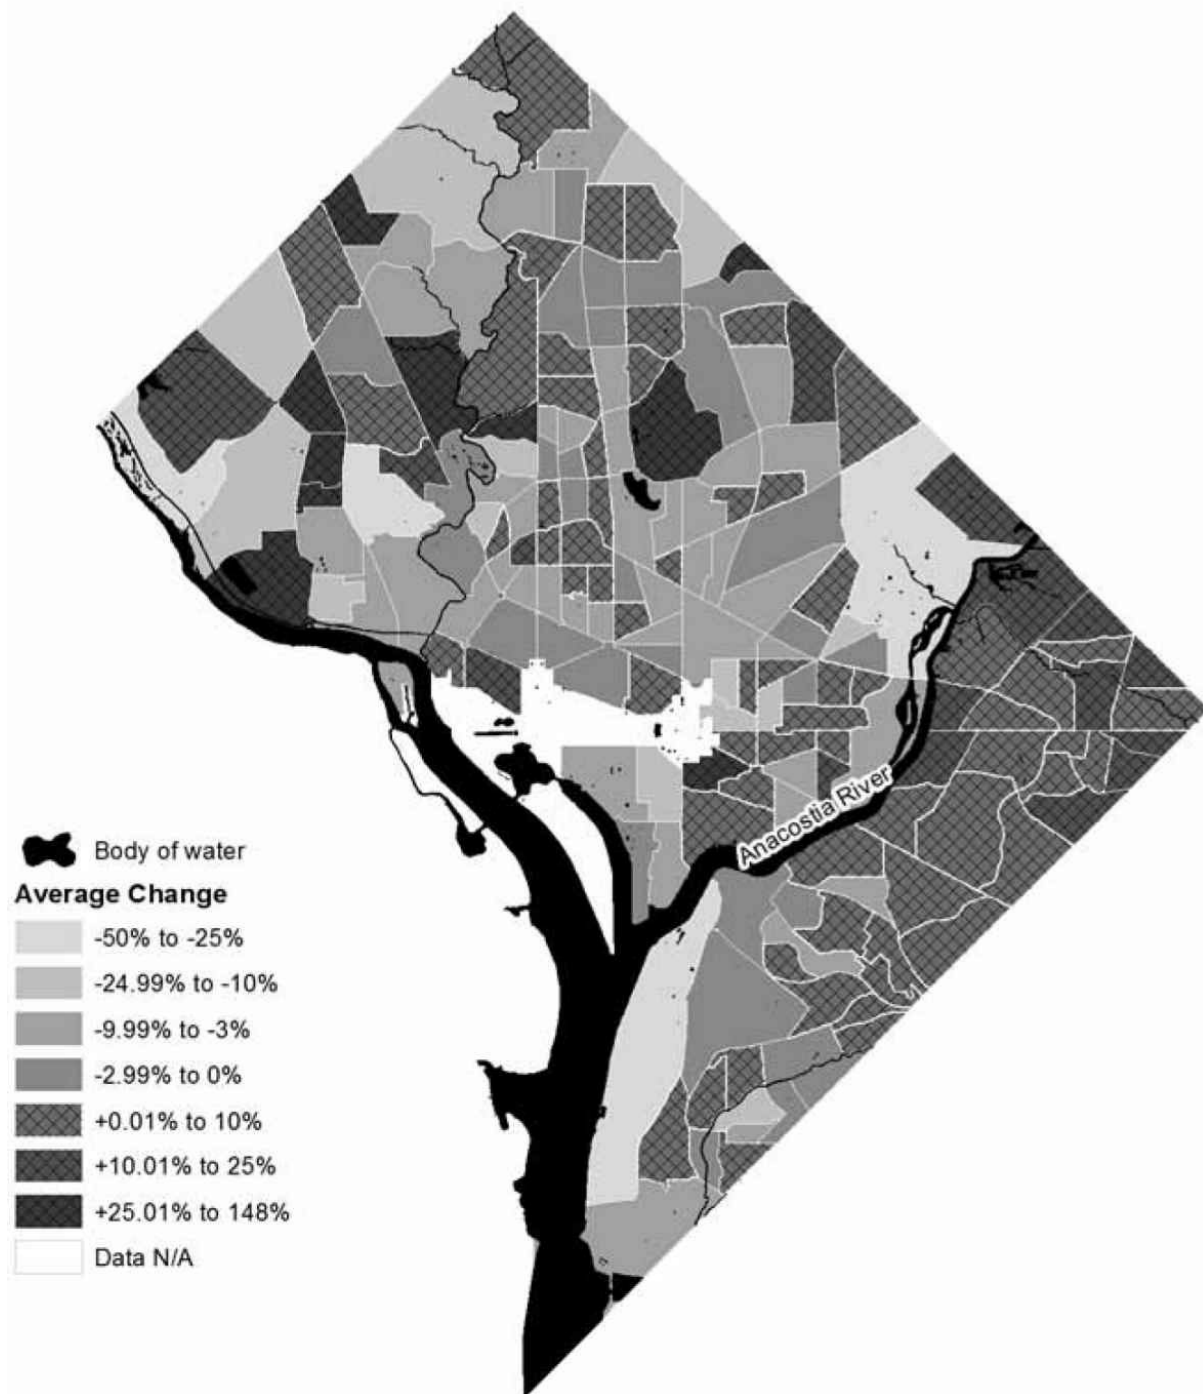 Anacostia River
Body of water
Average Change
-50% to -25%
-24.99% to -10%
-9.99% to -3%
-2.99% to 0%
+0.01% to 10%
+10.01% to 25%
+25.01% to 148%
Data N/A